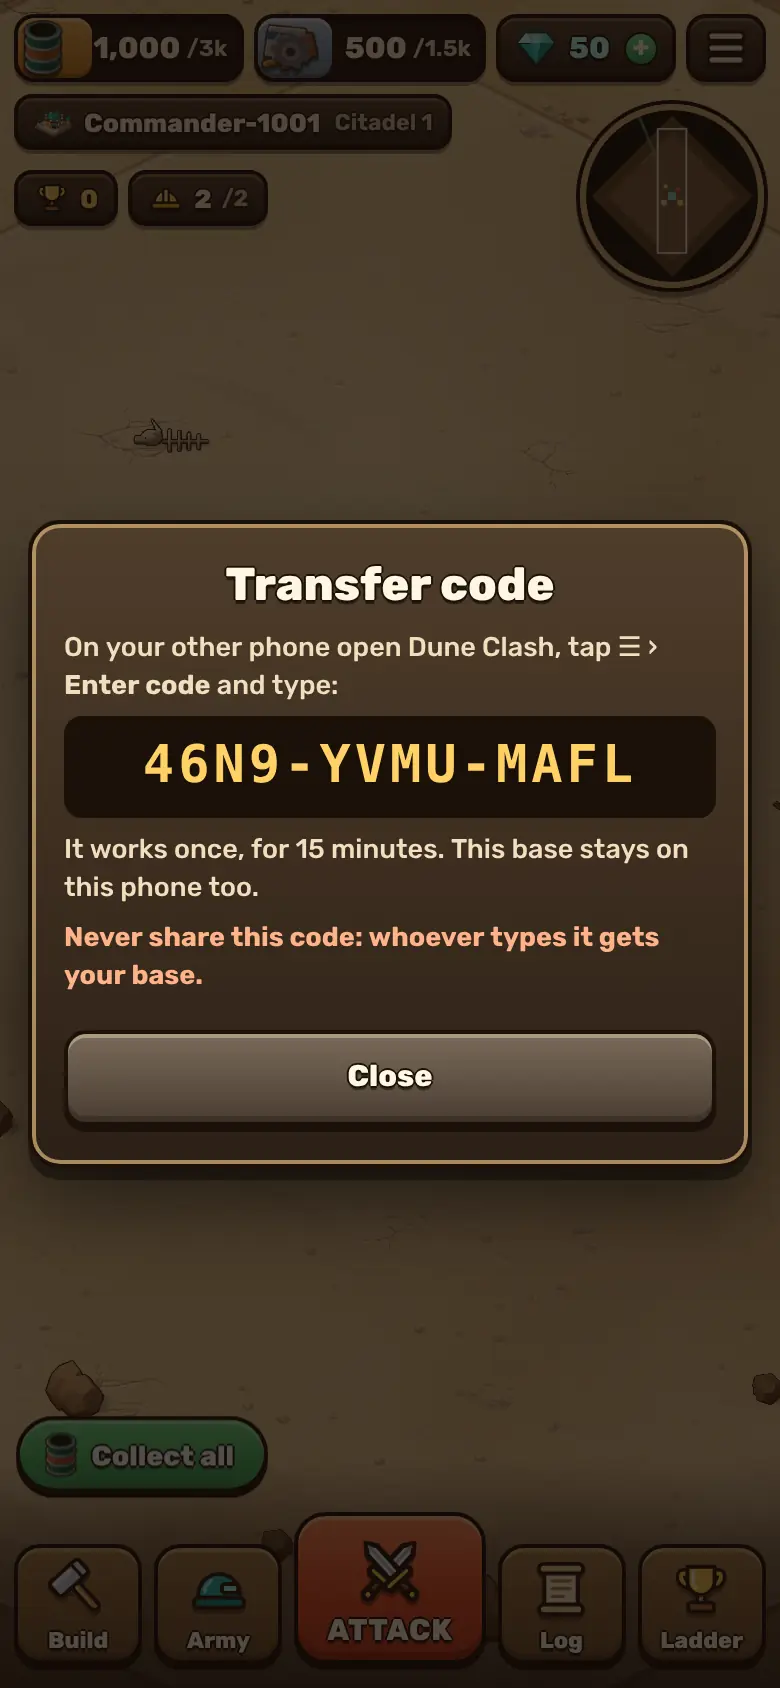 1,000 /3k
500 /1.5k
50
Commander-1001 Citadel 1
0
2 /2
Transfer code
On your other phone open Dune Clash, tap ☰ ›
Enter code and type:
46N9-YVMU-MAFL
It works once, for 15 minutes. This base stays on
this phone too.
Never share this code: whoever types it gets
your base.
Close
Collect all
Build
Army
ATTACK
Log
Ladder